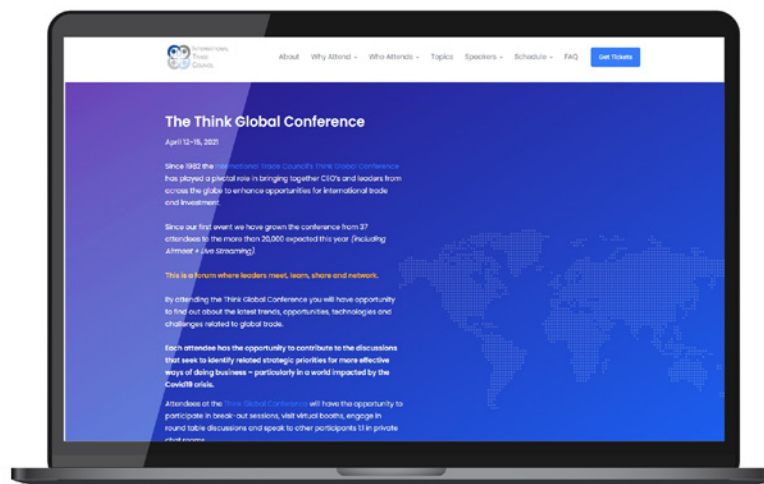 INTERNATIONAL
TRADE
COUNCIL
About Why Attend Who Attends Topics Speakers Schedule FAQ Get Tickets
The Think Global Conference
April 12-15, 2021
Since 1982 the International Trade Council's Think Global Conference
has played a pivotal role in bringing together CEO's and leaders from
across the globe to enhance opportunities for international trade
and investment.
Since our first event we have grown the conference from 37
attendees to the more than 20,000 expected this year (including
Airmeet + Live Streaming).
This is a forum where leaders meet, learn, share and network.
By attending the Think Global Conference you will have opportunity
to find out about the latest trends, opportunities, technologies and
challenges related to global trade.
Each attendee has the opportunity to contribute to the discussions
that seek to identify related strategic priorities for more effective
ways of doing business – particularly in a world impacted by the
Covid19 crisis.
Attendees at the Think Global Conference will have the opportunity to
participate in break-out sessions, visit virtual booths, engage in
round table discussions and speak to other participants 1:1 in private
chat rooms